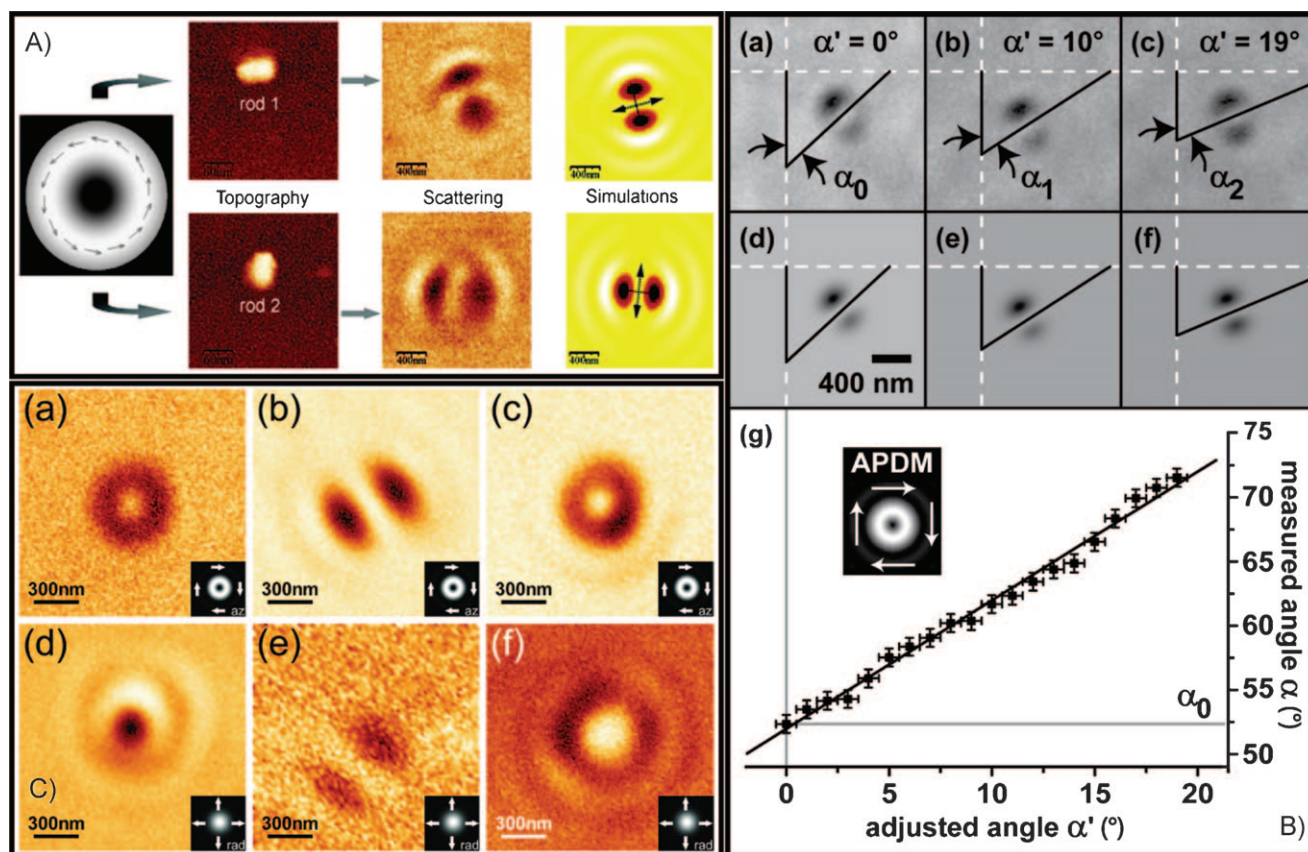 A)
rod 1
60nm
400nm
400nm
Topography
Scattering
Simulations
rod 2
60nm
400nm
400nm
(a)
α' = 0°
(b)
α' = 10°
(c)
α' = 19°
α0
α1
α2
(d)
(e)
(f)
400 nm
(a)
300nm
az
(b)
300nm
az
(c)
300nm
az
(d)
C)
300nm
rad
(e)
300nm
rad
(f)
300nm
rad
(g)
APDM
α0
75
70
65
60
55
50
measured angle α (°)
0
5
10
15
20
adjusted angle α' (°)
B)